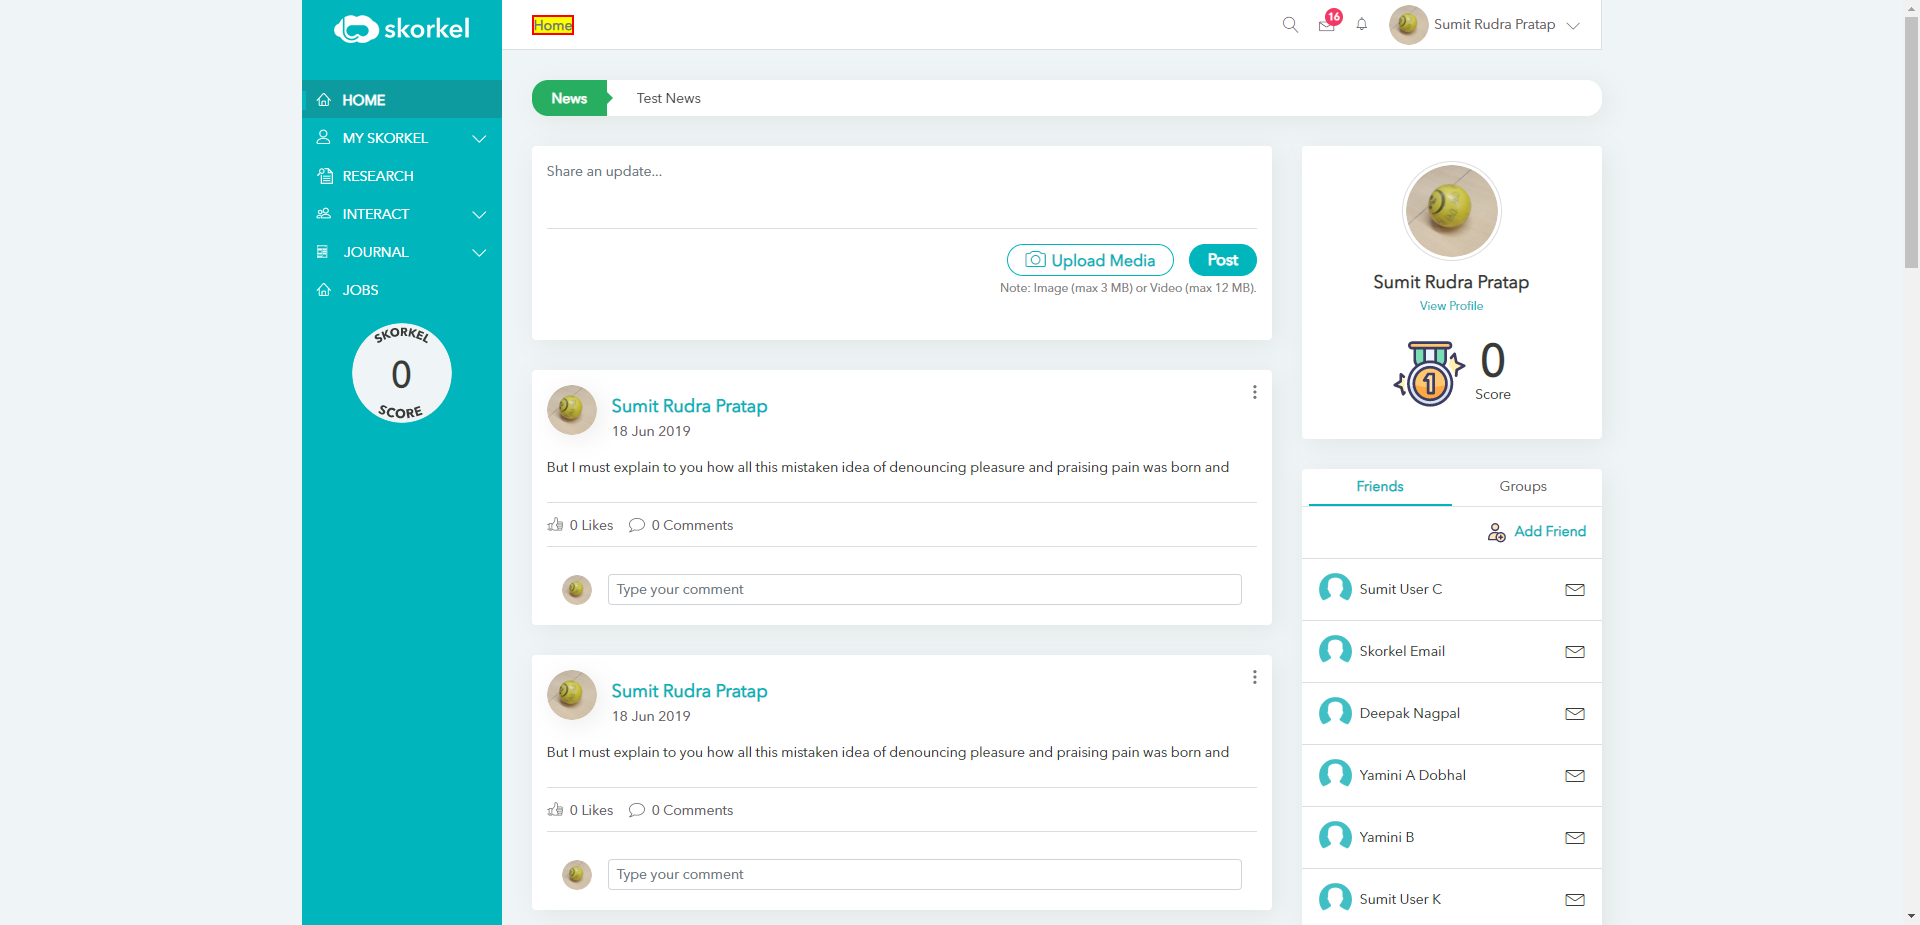 skorkel
Home
16
Sumit Rudra Pratap
HOME
MY SKORKEL
RESEARCH
INTERACT
JOURNAL
JOBS
SKORKEL
0
SCORE
News
Test News
Share an update...
Upload Media
Post
Note: Image (max 3 MB) or Video (max 12 MB).
Sumit Rudra Pratap
18 Jun 2019
But I must explain to you how all this mistaken idea of denouncing pleasure and praising pain was born and
0 Likes
0 Comments
Type your comment
Sumit Rudra Pratap
18 Jun 2019
But I must explain to you how all this mistaken idea of denouncing pleasure and praising pain was born and
0 Likes
0 Comments
Type your comment
Sumit Rudra Pratap
View Profile
1
0
Score
Friends
Groups
Add Friend
Sumit User C
Skorkel Email
Deepak Nagpal
Yamini A Dobhal
Yamini B
Sumit User K